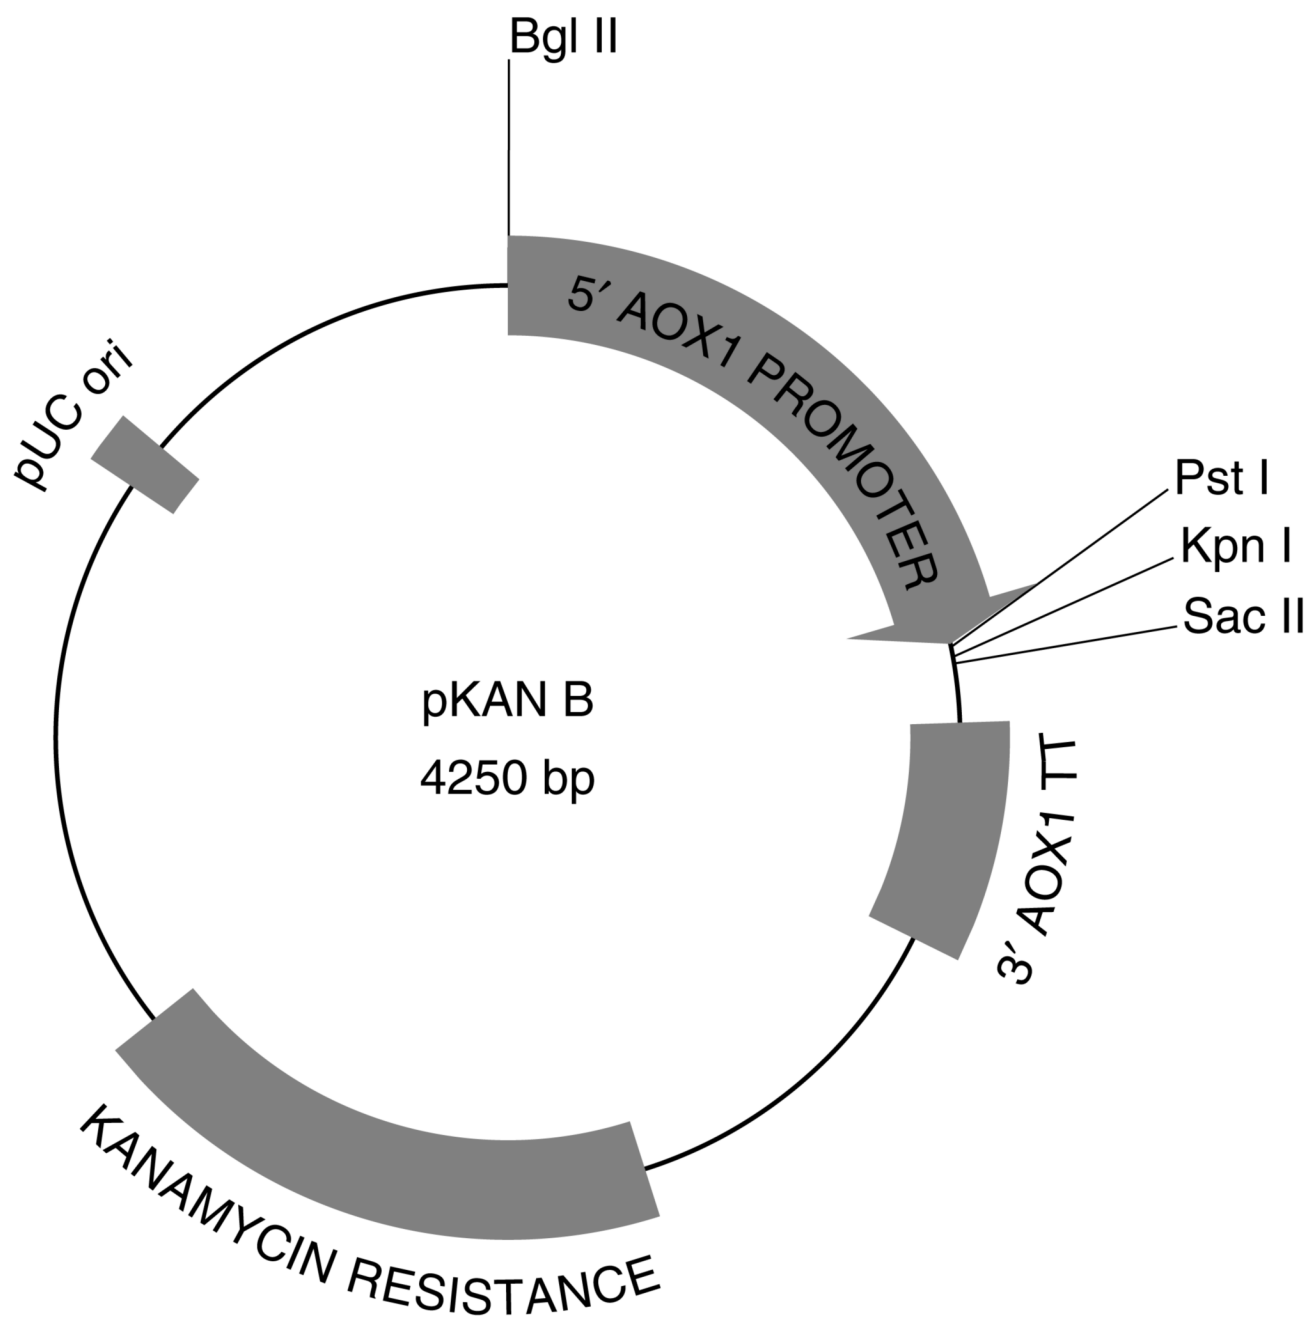 Bgl II
5′ AOX1 PROMOTER
pUC ori
Pst I
Kpn I
Sac II
pKAN B
4250 bp
3′ AOX1 TT
KANAMYCIN RESISTANCE